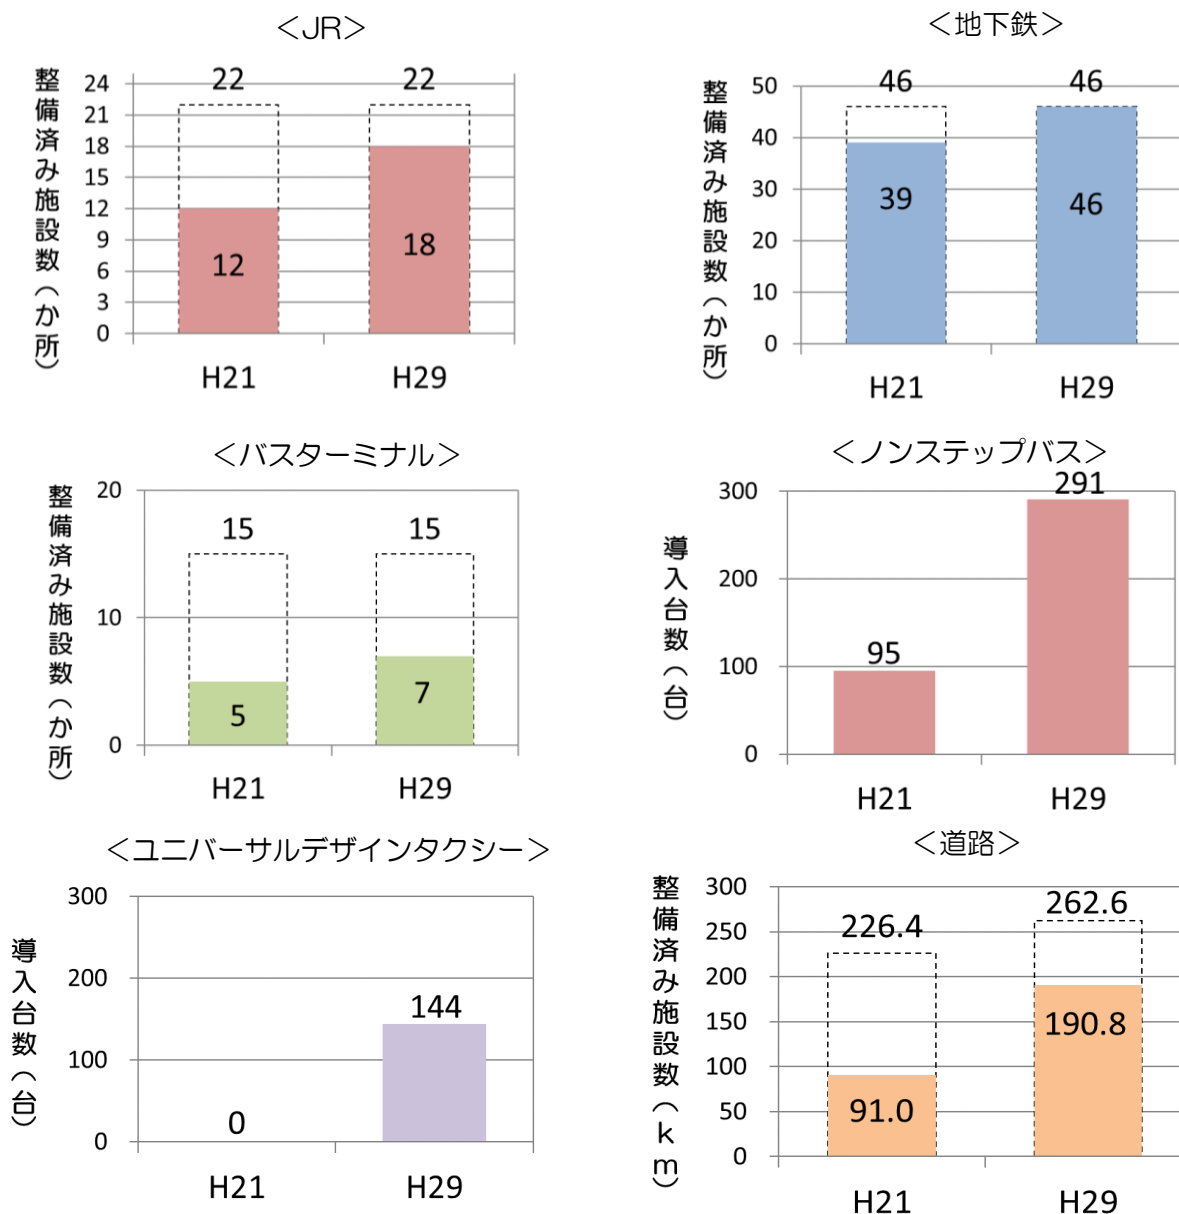 ＜JR＞
整備済み施設数（か所）
24
21
18
15
12
9
6
3
0
22
22
12
18
H21
H29
＜地下鉄＞
整備済み施設数（か所）
50
40
30
20
10
0
46
46
39
46
H21
H29
＜バスターミナル＞
整備済み施設数（か所）
20
10
0
15
15
5
7
H21
H29
＜ノンステップバス＞
導入台数（台）
300
200
100
0
95
291
H21
H29
＜ユニバーサルデザインタクシー＞
導入台数（台）
300
200
100
0
0
144
H21
H29
＜道路＞
整備済み施設数（ｋｍ）
300
250
200
150
100
50
0
226.4
262.6
91.0
190.8
H21
H29